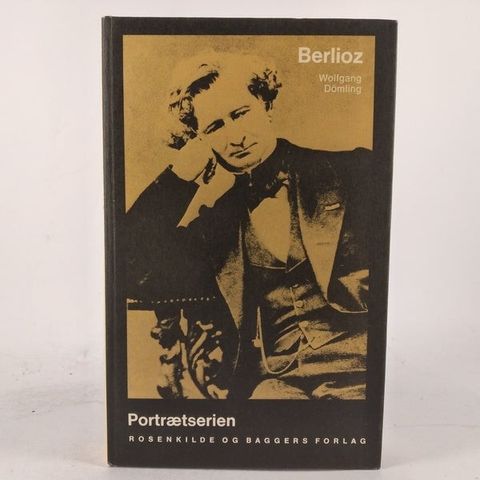 Berlioz
Wolfgang
Dömling
Portrætserien
ROSENKILDE OG BAGGERS FORLAG